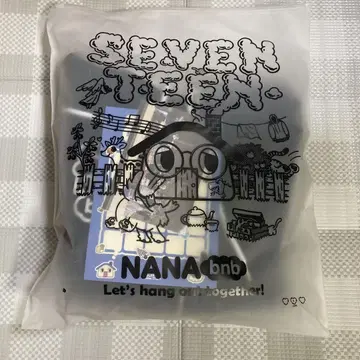 SEVEN
TEEN
NANA bnb
Let's hang out together!